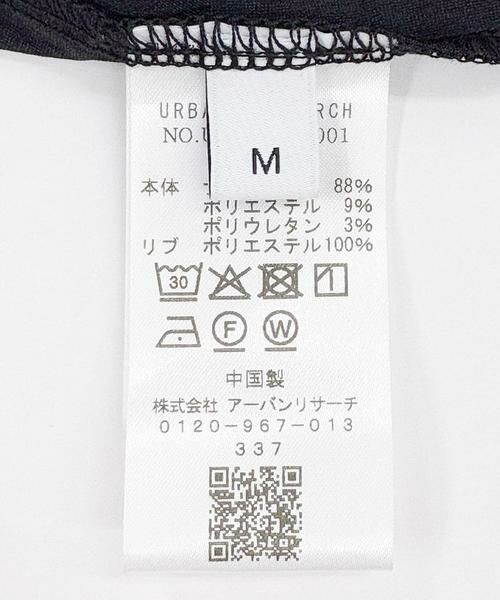 URBA RCH
NO.U 001
M
本体 88%
ポリエステル 9%
ポリウレタン 3%
リブ ポリエステル100%
30
F W
中国製
株式会社 アーバンリサーチ
0120-967-013
337